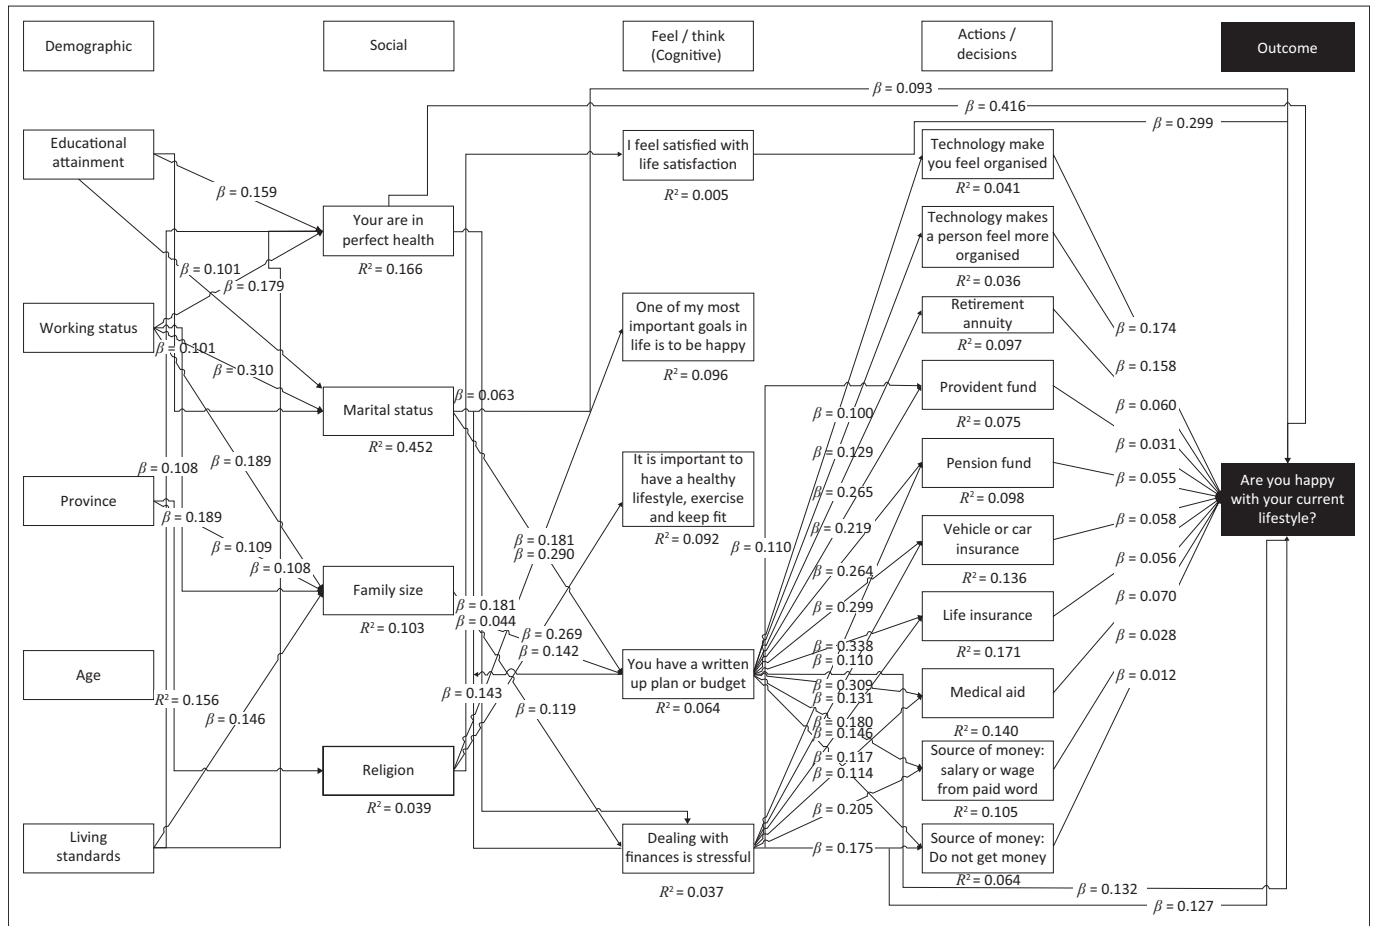 Demographic
Social
Feel / think
(Cognitive)
Actions /
decisions
Outcome
β = 0.093
β = 0.416
β = 0.299
Educational
attainment
Working status
Province
Age
Living
standards
β = 0.159
β = 0.101
β = 0.179
β = 0.101
β = 0.310
β = 0.108
β = 0.189
β = 0.189
β = 0.109
β = 0.108
R² = 0.156
β = 0.146
Your are in
perfect health
R² = 0.166
Marital status
R² = 0.452
Family size
R² = 0.103
Religion
R² = 0.039
β = 0.063
β = 0.181
β = 0.290
β = 0.181
β = 0.044
β = 0.269
β = 0.142
β = 0.143
β = 0.119
I feel satisfied with
life satisfaction
R² = 0.005
One of my most
important goals in
life is to be happy
R² = 0.096
It is important to
have a healthy
lifestyle, exercise
and keep fit
R² = 0.092
You have a written
up plan or budget
R² = 0.064
Dealing with
finances is stressful
R² = 0.037
β = 0.110
β = 0.100
β = 0.129
β = 0.265
β = 0.219
β = 0.264
β = 0.299
β = 0.338
β = 0.110
β = 0.309
β = 0.131
β = 0.180
β = 0.146
β = 0.117
β = 0.114
β = 0.205
β = 0.175
Technology make
you feel organised
R² = 0.041
Technology makes
a person feel more
organised
R² = 0.036
Retirement
annuity
R² = 0.097
Provident fund
R² = 0.075
Pension fund
R² = 0.098
Vehicle or car
insurance
R² = 0.136
Life insurance
R² = 0.171
Medical aid
R² = 0.140
Source of money:
salary or wage
from paid word
R² = 0.105
Source of money:
Do not get money
R² = 0.064
β = 0.174
β = 0.158
β = 0.060
β = 0.031
β = 0.055
β = 0.058
β = 0.056
β = 0.070
β = 0.028
β = 0.012
Are you happy
with your current
lifestyle?
β = 0.132
β = 0.127